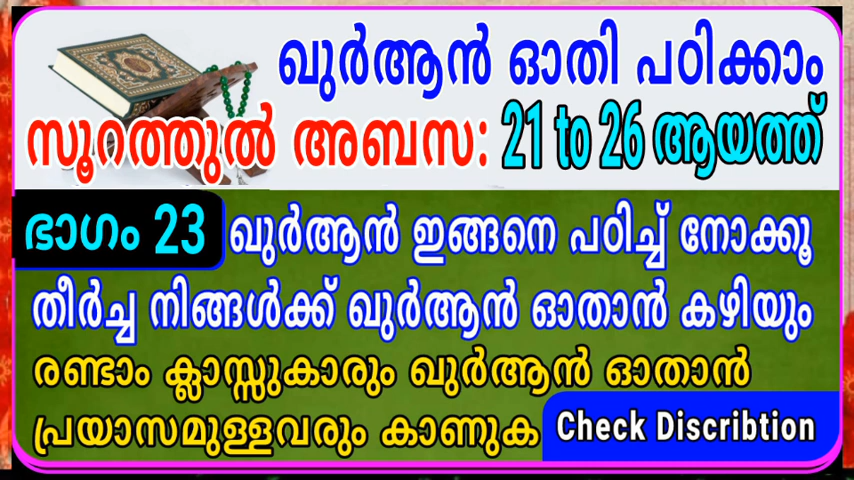 ഖുർആൻ ഓതി പഠിക്കാം
സൂറത്തുൽ അബസ: 21 to 26 ആയത്ത്
ഭാഗം 23 ഖുർആൻ ഇങ്ങനെ പഠിച്ച് നോക്കൂ
തീർച്ച നിങ്ങൾക്ക് ഖുർആൻ ഓതാൻ കഴിയും
രണ്ടാം ക്ലാസ്സുകാരും ഖുർആൻ ഓതാൻ
പ്രയാസമുള്ളവരും കാണുക Check Discribtion